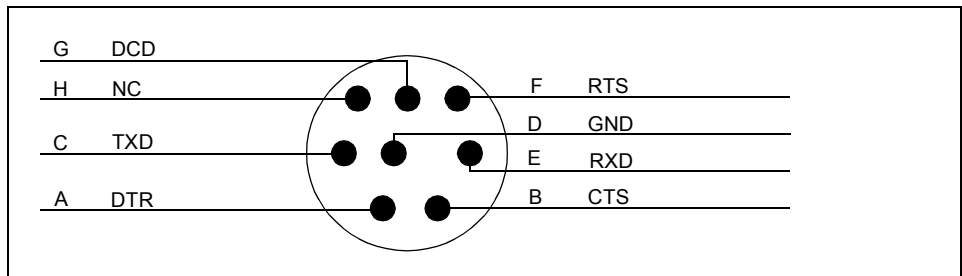 G DCD
H NC
C TXD
A DTR
F RTS
D GND
E RXD
B CTS